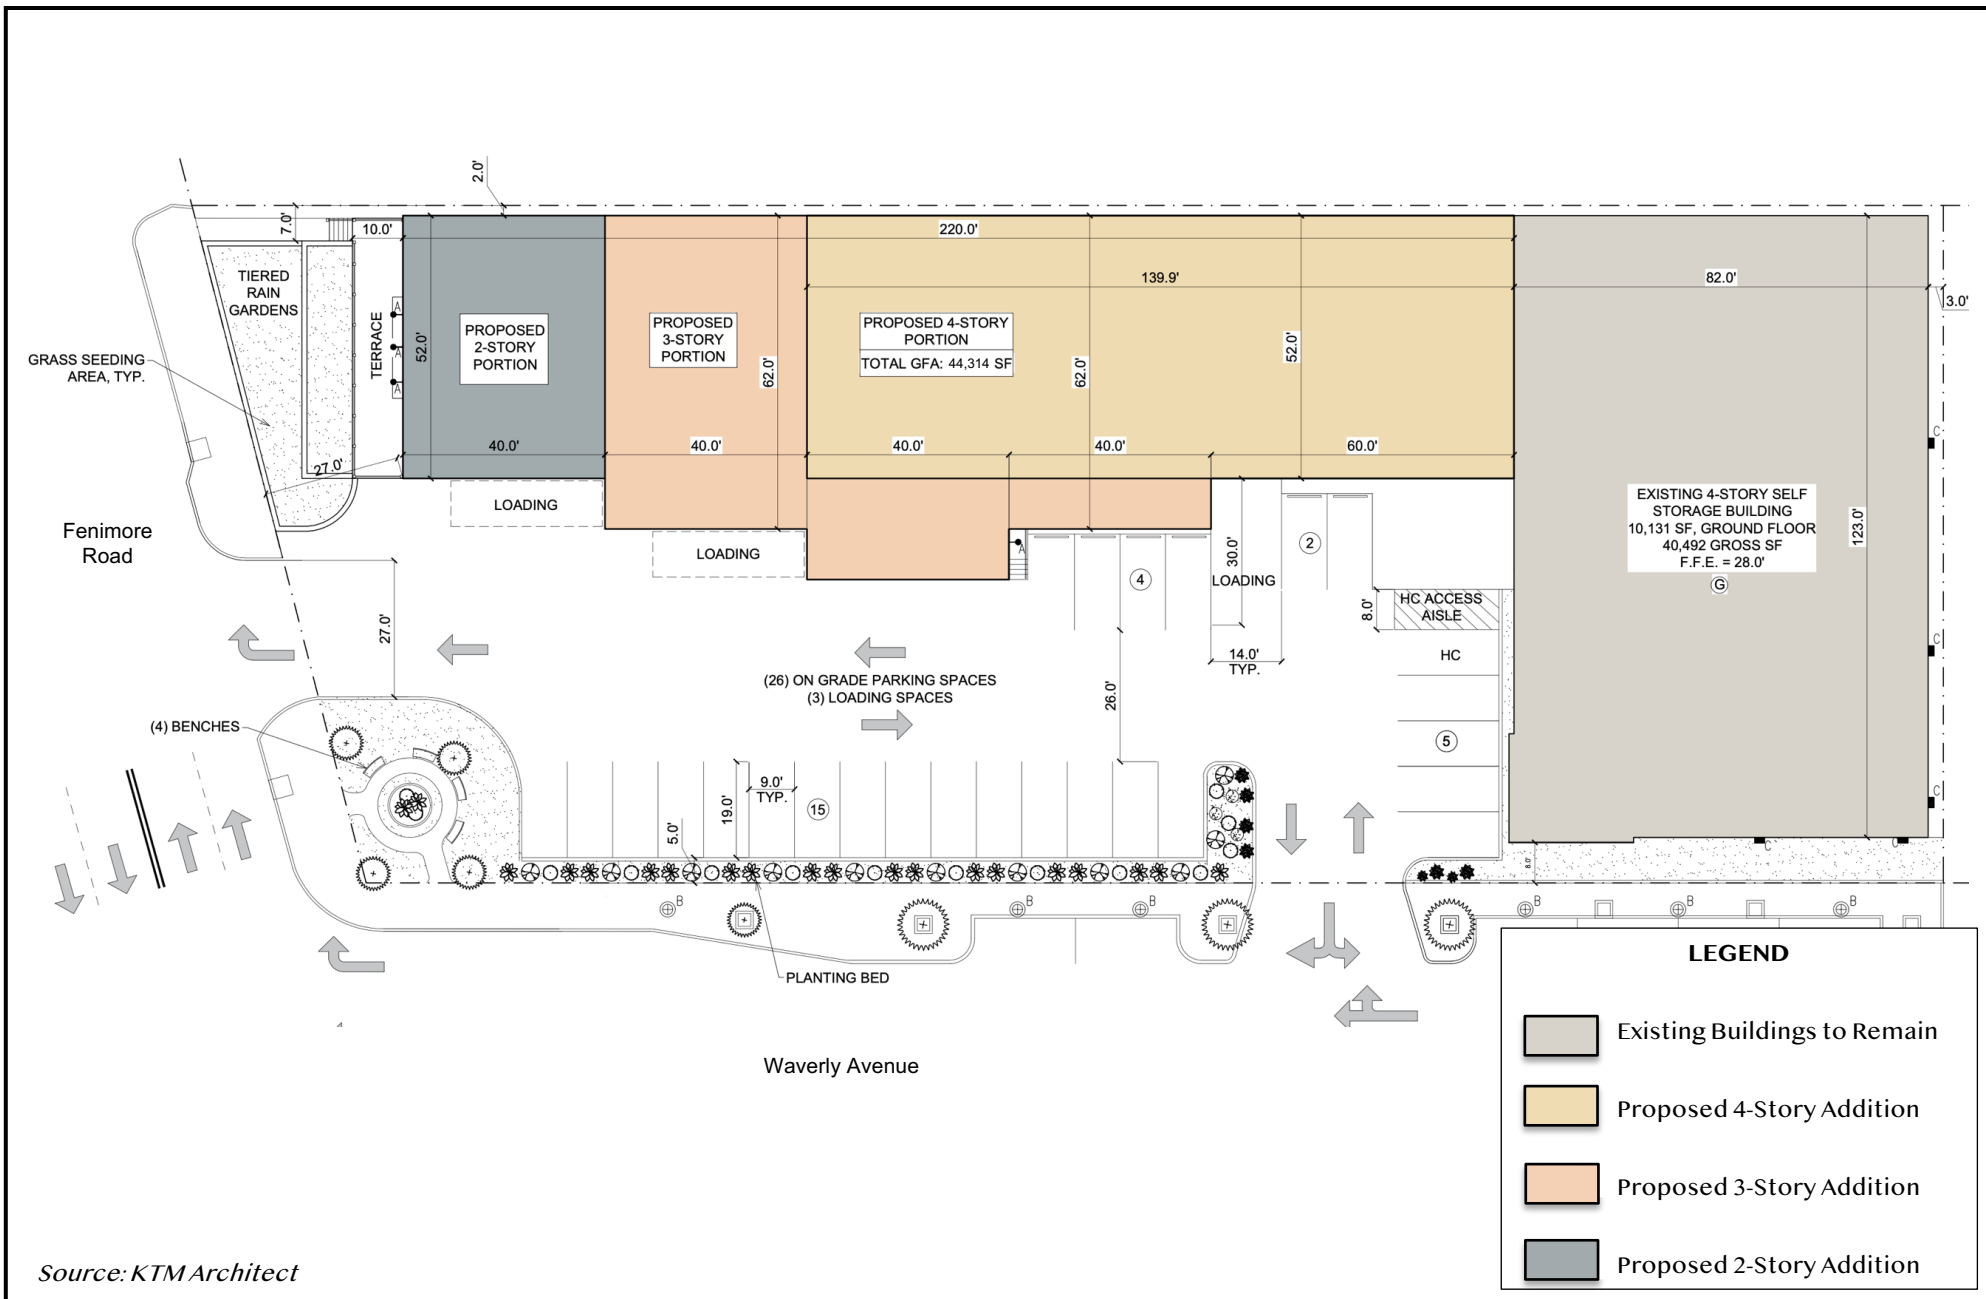 2.0'
7.0'
10.0'
220.0'
139.9'
82.0'
3.0'
TIERED
RAIN
GARDENS
TERRACE
A
A
A
52.0'
PROPOSED
2-STORY
PORTION
PROPOSED
3-STORY
PORTION
62.0'
PROPOSED 4-STORY
PORTION
TOTAL GFA: 44,314 SF
62.0'
52.0'
GRASS SEEDING
AREA, TYP.
27.0'
40.0'
40.0'
40.0'
40.0'
60.0'
C
EXISTING 4-STORY SELF
STORAGE BUILDING
10,131 SF, GROUND FLOOR
40,492 GROSS SF
F.F.E. = 28.0'
G
123.0'
LOADING
LOADING
A
4
30.0'
LOADING
2
Fenimore
Road
27.0'
8.0'
HC ACCESS
AISLE
HC
C
14.0'
TYP.
(26) ON GRADE PARKING SPACES
(3) LOADING SPACES
26.0'
(4) BENCHES
5
9.0'
TYP.
19.0'
15
5.0'
C
C
C
8.0'
B
B
B
B
B
B
PLANTING BED
Waverly Avenue
LEGEND
Existing Buildings to Remain
Proposed 4-Story Addition
Proposed 3-Story Addition
Proposed 2-Story Addition
Source: KTM Architect